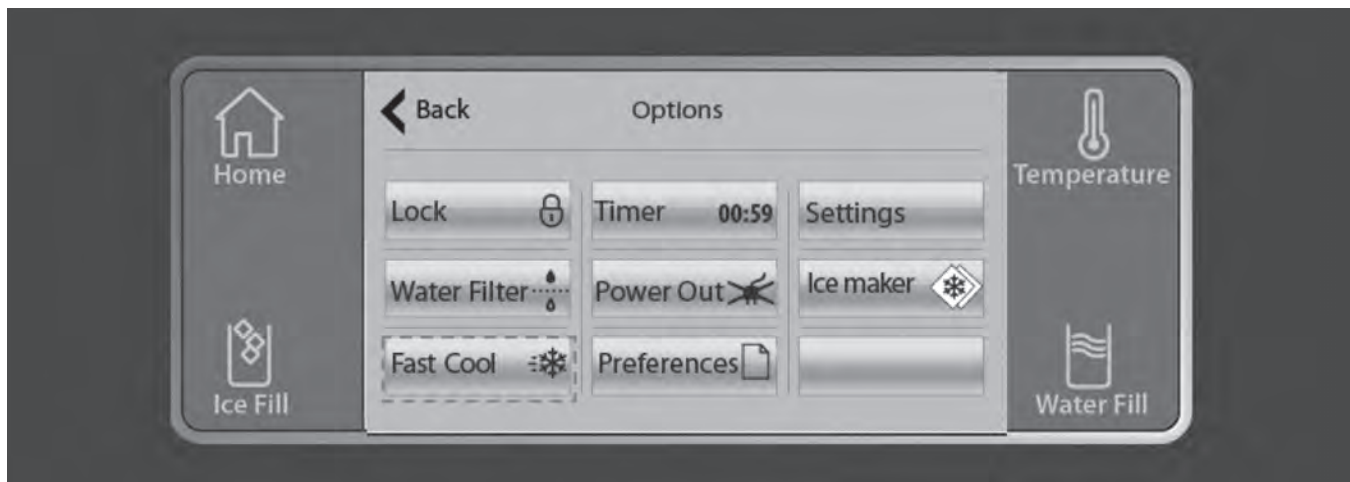 Home
Back
Options
Temperature
Lock
Timer 00:59
Settings
Water Filter
Power Out
Ice maker
Fast Cool
Preferences
Ice Fill
Water Fill